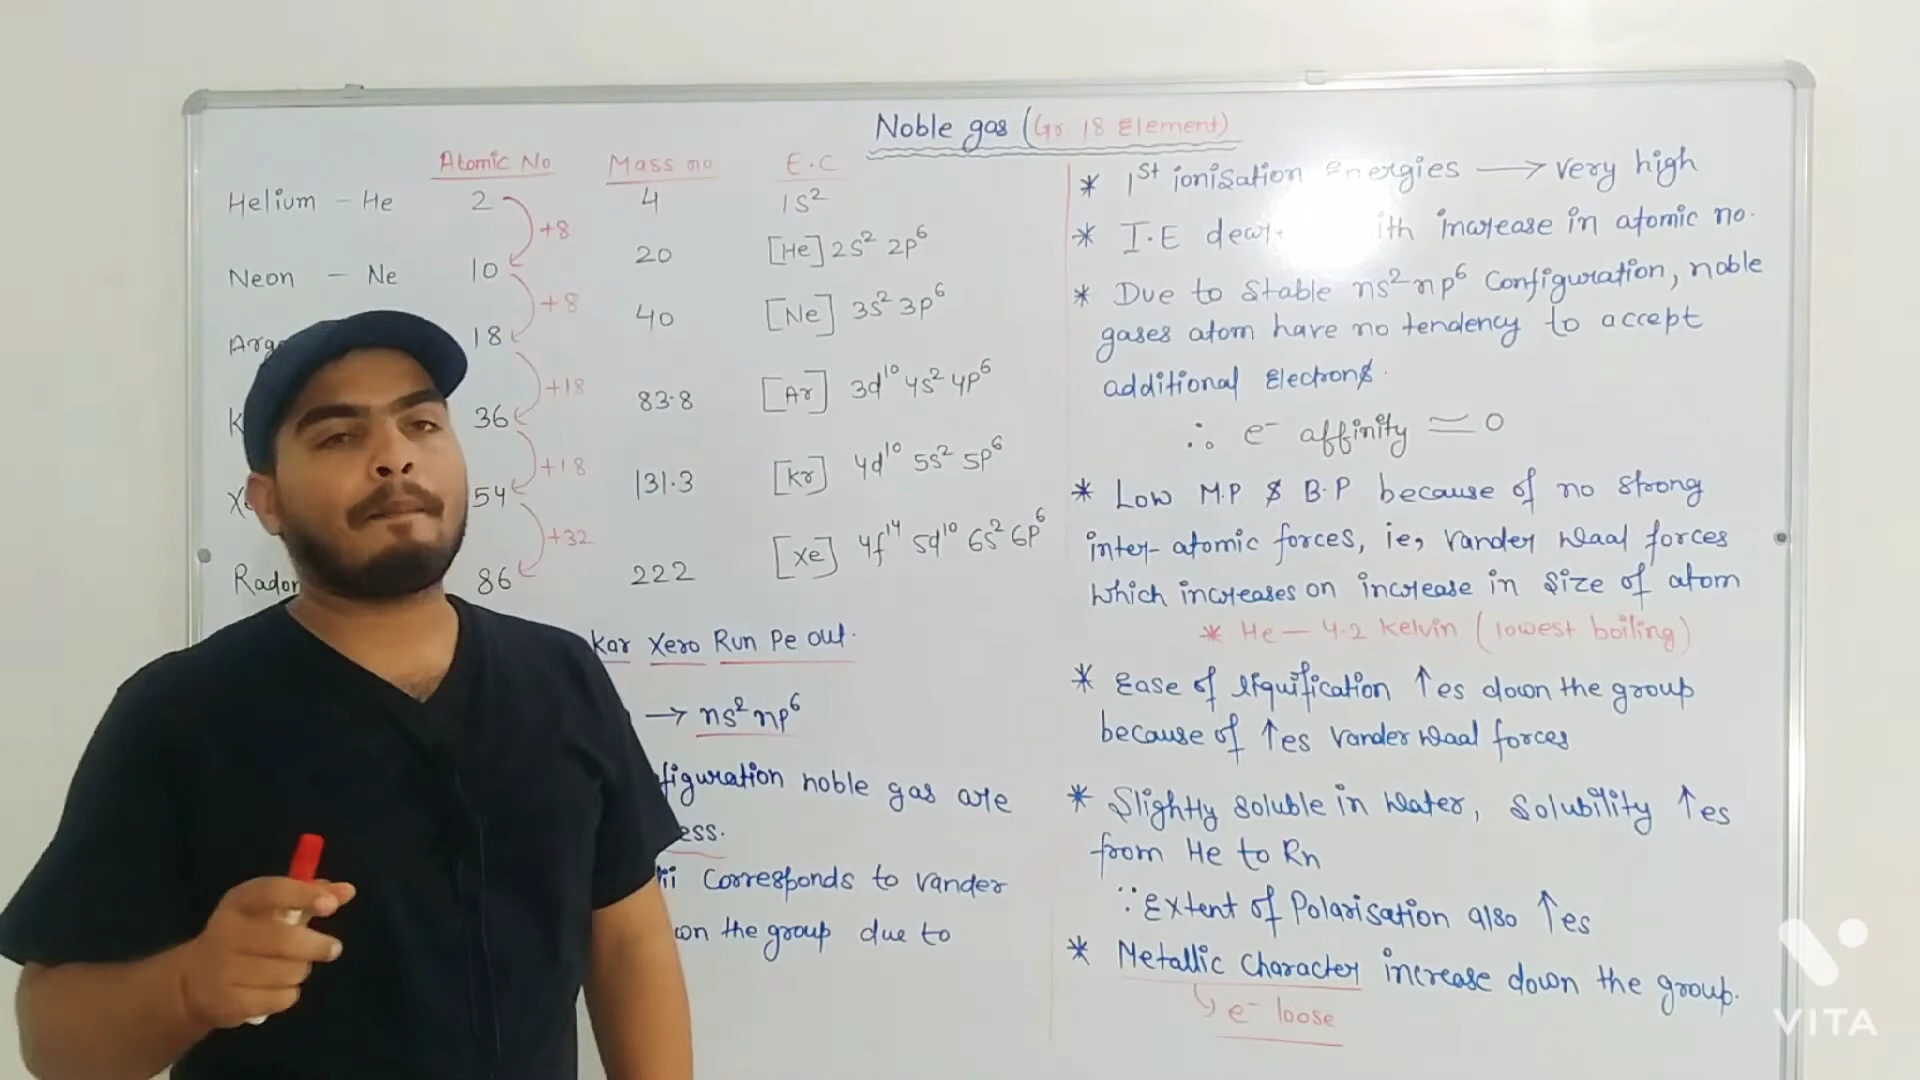 Noble gas (Gr. 18 Element)
Atomic No Mass no E.C
Helium - He 2 4 1s²
+8
Neon - Ne 10 20 [He] 2s² 2p⁶
+8
18 40 [Ne] 3s² 3p⁶
+18
36 83.8 [Ar] 3d¹⁰ 4s² 4p⁶
+18
54 131.3 [Kr] 4d¹⁰ 5s² 5p⁶
+32
Radon 86 222 [Xe] 4f¹⁴ 5d¹⁰ 6s² 6p⁶
Kar Xero Run Pe out.
→ ns² np⁶
figuration noble gas are
ess.
ii Corresponds to vander
the group due to
* 1st ionisation Energies → very high
* I.E with increase in atomic no.
* Due to stable ns² np⁶ Configuration, noble
gases atom have no tendency to accept
additional Electrons.
∴ e⁻ affinity ≃ 0
* Low M.P & B.P because of no strong
inter-atomic forces, ie, vander waal forces
which increases on increase in size of atom
* He - 4.2 kelvin (lowest boiling)
* Ease of liquification ↑es down the group
because of ↑es vander waal forces
* Slightly soluble in water, Solubility ↑es
from He to Rn
∵ Extent of Polarisation also ↑es
* Metallic Character increase down the group.
↳ e⁻ loose
VITA